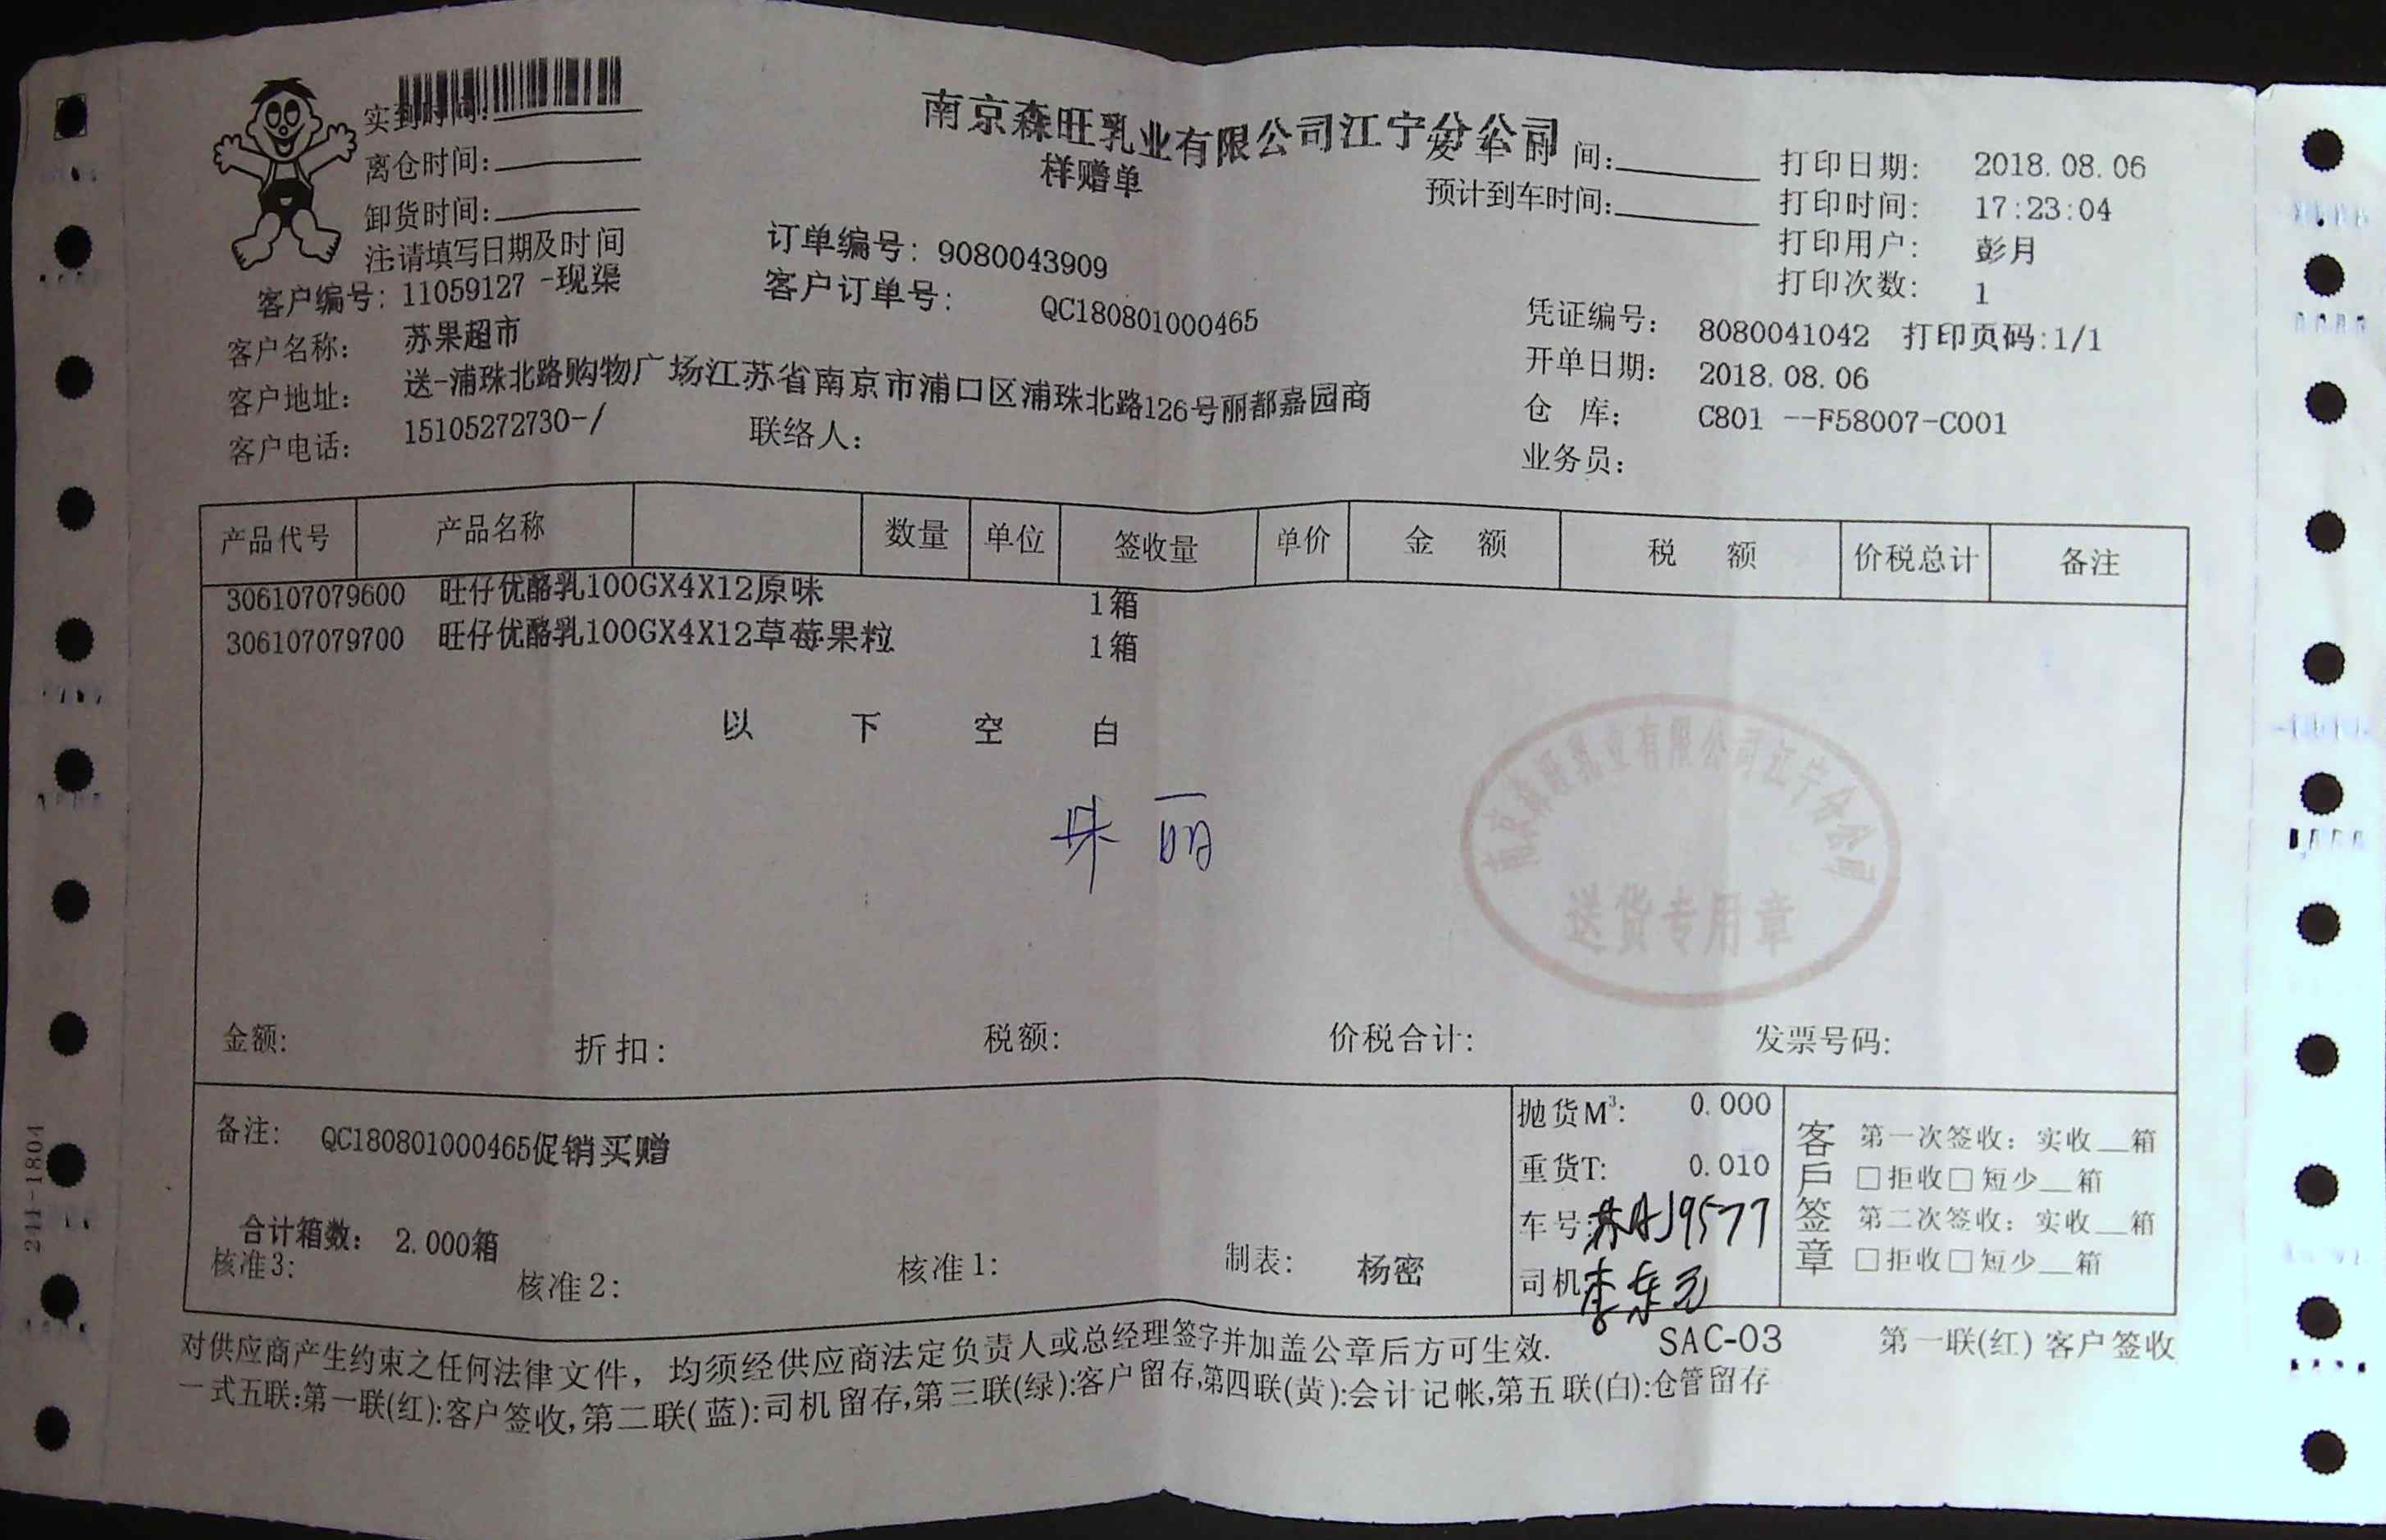 南京森旺乳业有限公司江宁分公司
样赠单
实到时间:
离仓时间:
卸货时间:
注:请填写日期及时间
发车时间:
预计到车时间:
打印日期: 2018.08.06
打印时间: 17:23:04
打印用户: 彭月
打印次数: 1
订单编号: 9080043909
客户订单号: QC180801000465
客户编号: 11059127 -现渠
客户名称: 苏果超市
客户地址: 送-浦珠北路购物广场江苏省南京市浦口区浦珠北路126号丽都嘉园商
客户电话: 15105272730-/ 联络人:
凭证编号: 8080041042 打印页码:1/1
开单日期: 2018.08.06
仓 库: C801 --F58007-C001
业务员:
产品代号 产品名称 数量 单位 签收量 单价 金 额 税 额 价税总计 备注
306107079600 旺仔优酪乳100GX4X12原味 1箱
306107079700 旺仔优酪乳100GX4X12草莓果粒 1箱
以 下 空 白
南京森旺乳业有限公司江宁分公司
送货专用章
金额: 折扣: 税额: 价税合计: 发票号码:
备注: QC180801000465促销买赠
合计箱数: 2.000箱
核准3: 核准2: 核准1: 制表: 杨密
抛货M³: 0.000
重货T: 0.010
车号:苏AJ9577
司机:李东
客户签章
第一次签收: 实收__箱
□拒收□短少__箱
第二次签收: 实收__箱
□拒收□短少__箱
对供应商产生约束之任何法律文件，均须经供应商法定负责人或总经理签字并加盖公章后方可生效. SAC-03 第一联(红) 客户签收
一式五联:第一联(红):客户签收,第二联(蓝):司机留存,第三联(绿):客户留存,第四联(黄):会计记帐,第五联(白):仓管留存
241-1804